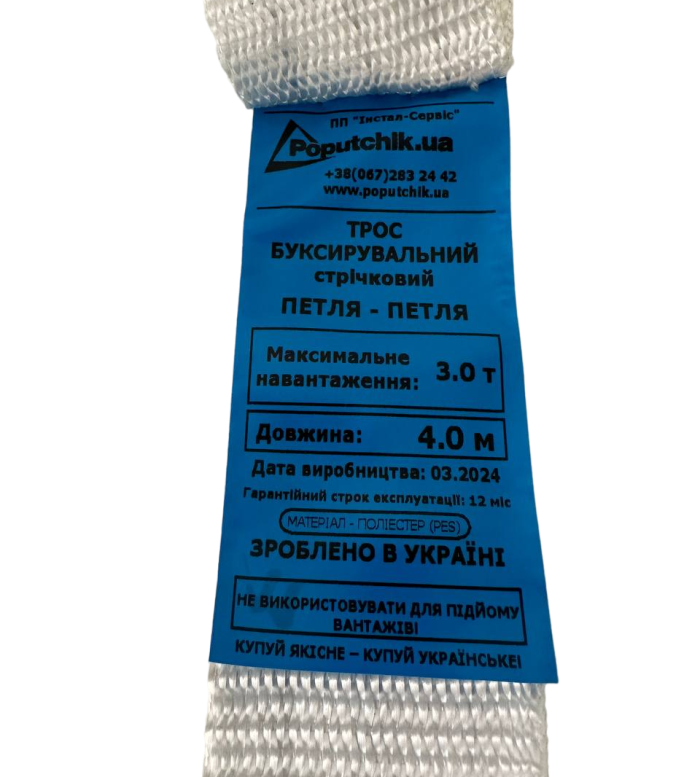 ПП "Інстал-Сервіс"
Poputchik.ua
+38(067)283 24 42
www.poputchik.ua
ТРОС
БУКСИРУВАЛЬНИЙ
стрічковий
ПЕТЛЯ - ПЕТЛЯ
Максимальне
навантаження: 3.0 т
Довжина: 4.0 м
Дата виробництва: 03.2024
Гарантійний строк експлуатації: 12 міс
МАТЕРІАЛ - ПОЛІЕСТЕР (PES)
ЗРОБЛЕНО В УКРАЇНІ
НЕ ВИКОРИСТОВУВАТИ ДЛЯ ПІДЙОМУ
ВАНТАЖІВ!
КУПУЙ ЯКІСНЕ – КУПУЙ УКРАЇНСЬКЕ!